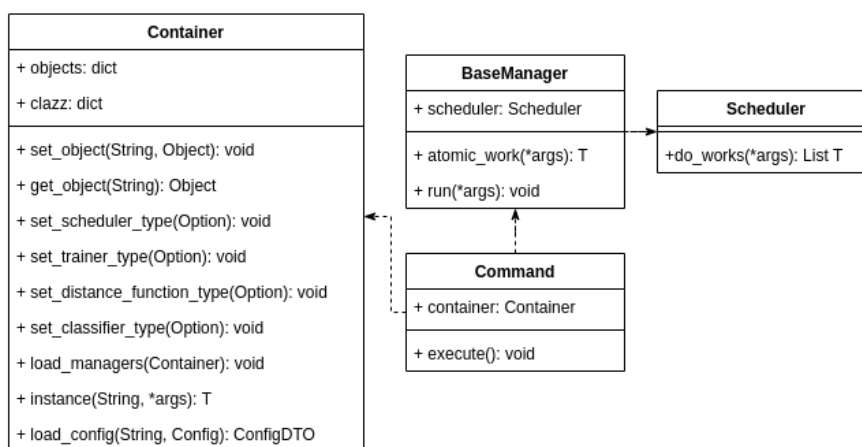 Container
+ objects: dict
+ clazz: dict
+ set_object(String, Object): void
+ get_object(String): Object
+ set_scheduler_type(Option): void
+ set_trainer_type(Option): void
+ set_distance_function_type(Option): void
+ set_classifier_type(Option): void
+ load_managers(Container): void
+ instance(String, *args): T
+ load_config(String, Config): ConfigDTO
BaseManager
+ scheduler: Scheduler
+ atomic_work(*args): T
+ run(*args): void
Scheduler
+do_works(*args): List T
Command
+ container: Container
+ execute(): void